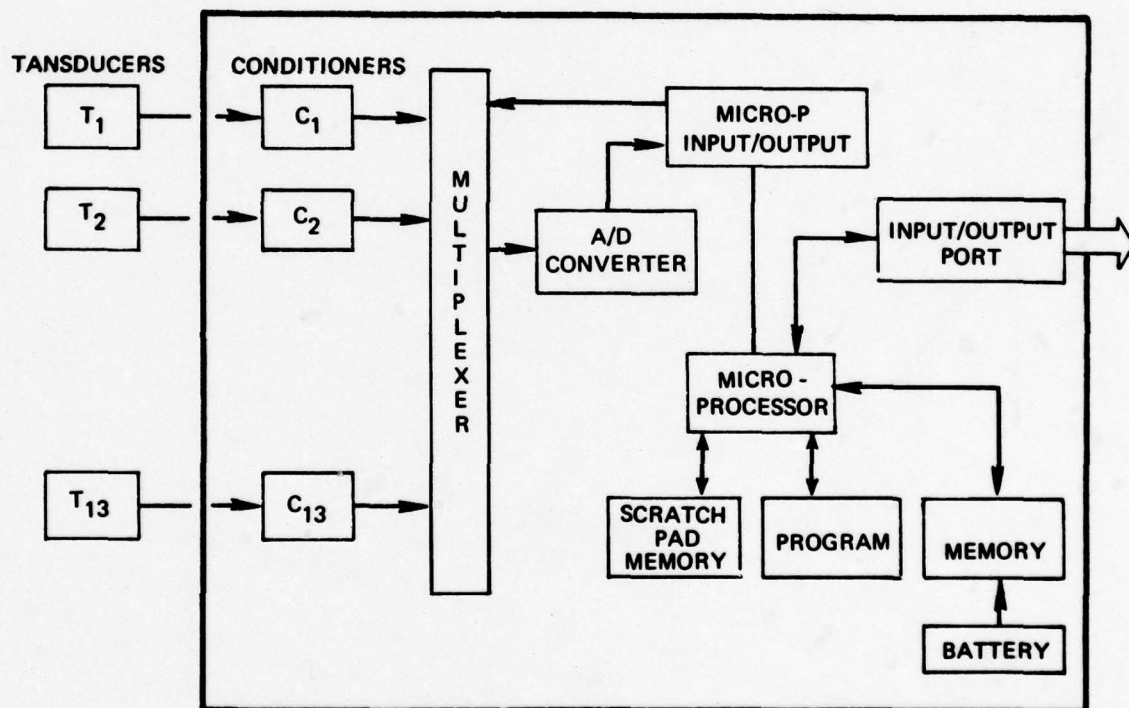 TANSDUCERS
CONDITIONERS
T1
C1
T2
C2
T13
C13
MULTIPLEXER
MICRO-P
INPUT/OUTPUT
A/D
CONVERTER
INPUT/OUTPUT
PORT
MICRO -
PROCESSOR
SCRATCH
PAD
MEMORY
PROGRAM
MEMORY
BATTERY